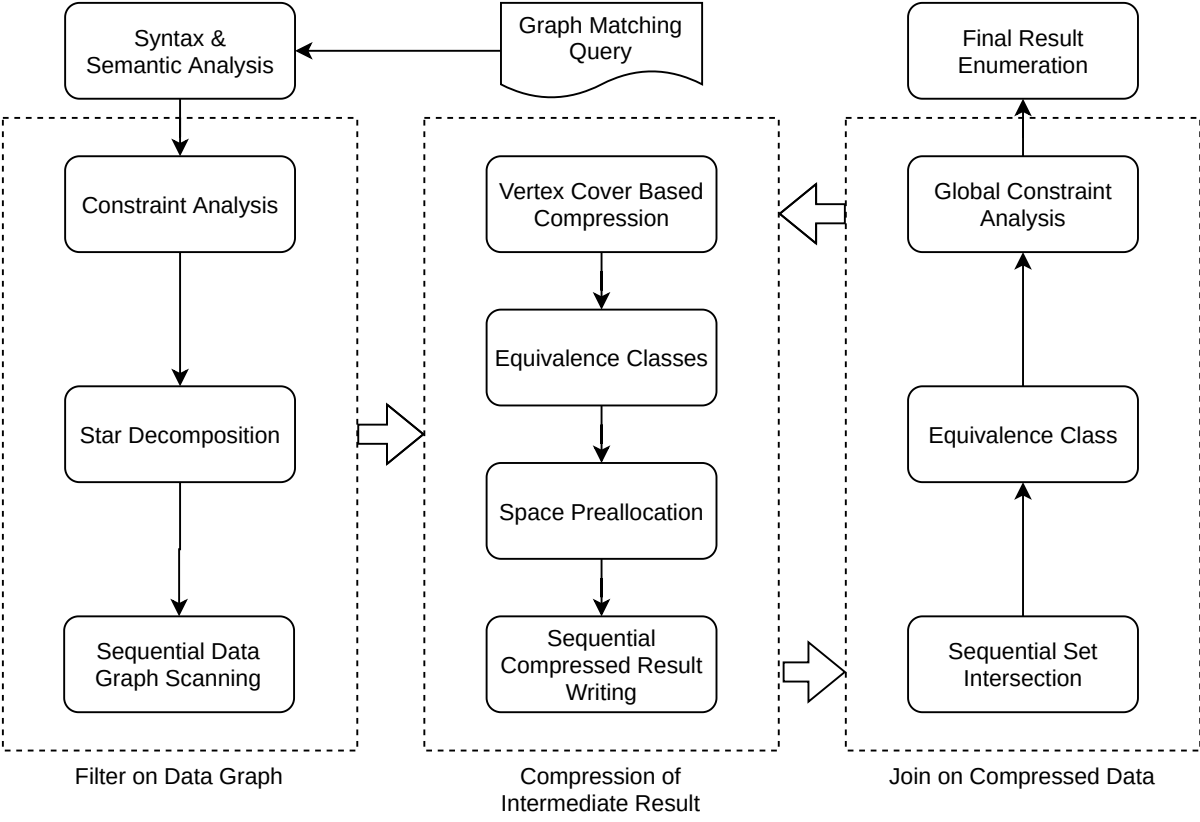 Syntax &
Semantic Analysis
Graph Matching
Query
Final Result
Enumeration
Constraint Analysis
Star Decomposition
Sequential Data
Graph Scanning
Filter on Data Graph
Vertex Cover Based
Compression
Equivalence Classes
Space Preallocation
Sequential
Compressed Result
Writing
Compression of
Intermediate Result
Global Constraint
Analysis
Equivalence Class
Sequential Set
Intersection
Join on Compressed Data